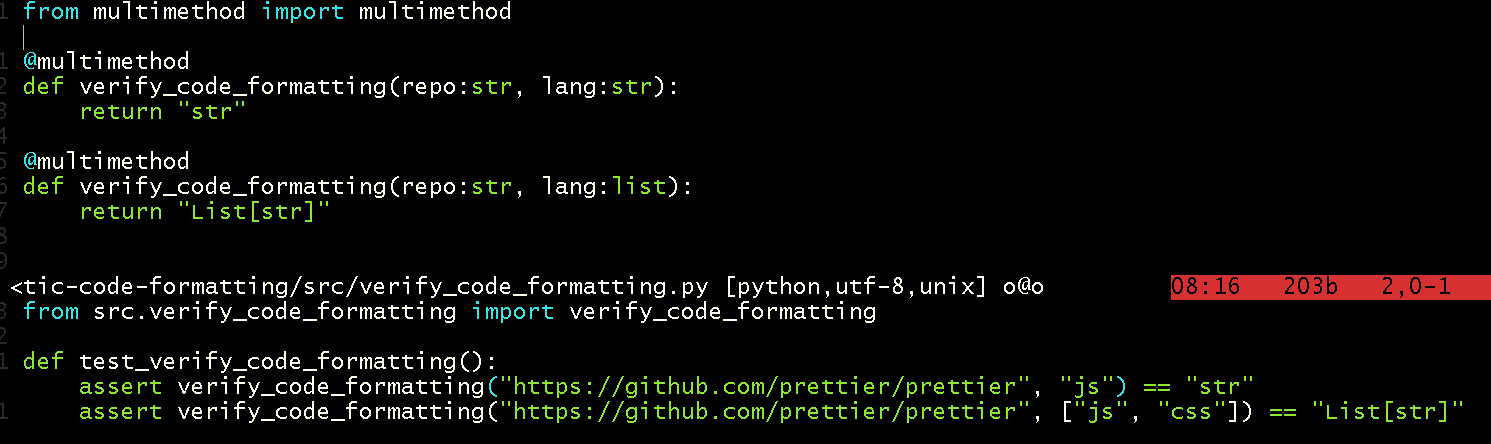 1 from multimethod import multimethod
1 @multimethod
2 def verify_code_formatting(repo:str, lang:str):
3     return "str"
4
5 @multimethod
6 def verify_code_formatting(repo:str, lang:list):
7     return "List[str]"
8
9
<tic-code-formatting/src/verify_code_formatting.py [python,utf-8,unix] o@o 08:16 203b 2,0-1
3 from src.verify_code_formatting import verify_code_formatting
2
1 def test_verify_code_formatting():
    assert verify_code_formatting("https://github.com/prettier/prettier", "js") == "str"
1     assert verify_code_formatting("https://github.com/prettier/prettier", ["js", "css"]) == "List[str]"